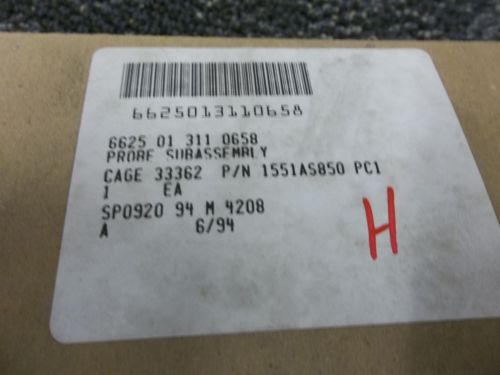 6625013110658
6625 01 311 0658
PROBE SUBASSEMBLY
CAGE 33362 P/N 1551AS850 PC1
1 EA
SP0920 94 M 4208
A 6/94
H